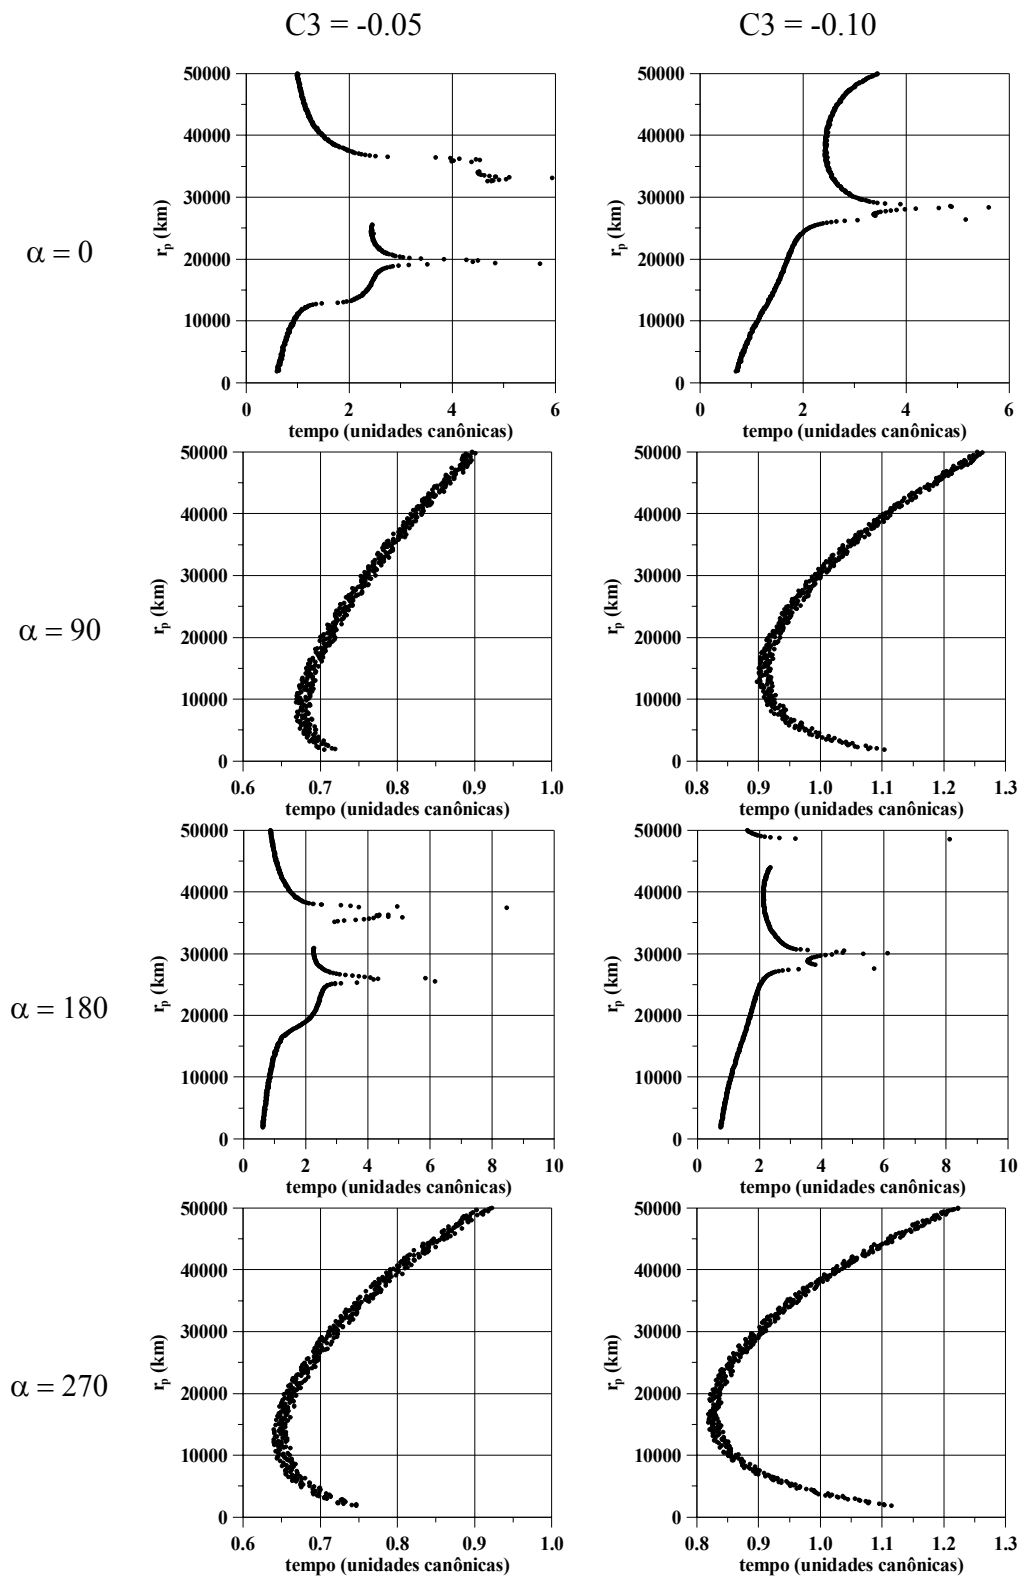 C3 = -0.05 C3 = -0.10
α = 0
50000 40000 30000 20000 10000 0
r_p (km)
0 2 4 6
tempo (unidades canônicas)
50000 40000 30000 20000 10000 0
r_p (km)
0 2 4 6
tempo (unidades canônicas)
α = 90
50000 40000 30000 20000 10000 0
r_p (km)
0.6 0.7 0.8 0.9 1.0
tempo (unidades canônicas)
50000 40000 30000 20000 10000 0
r_p (km)
0.8 0.9 1.0 1.1 1.2 1.3
tempo (unidades canônicas)
α = 180
50000 40000 30000 20000 10000 0
r_p (km)
0 2 4 6 8 10
tempo (unidades canônicas)
50000 40000 30000 20000 10000 0
r_p (km)
0 2 4 6 8 10
tempo (unidades canônicas)
α = 270
50000 40000 30000 20000 10000 0
r_p (km)
0.6 0.7 0.8 0.9 1.0
tempo (unidades canônicas)
50000 40000 30000 20000 10000 0
r_p (km)
0.8 0.9 1.0 1.1 1.2 1.3
tempo (unidades canônicas)